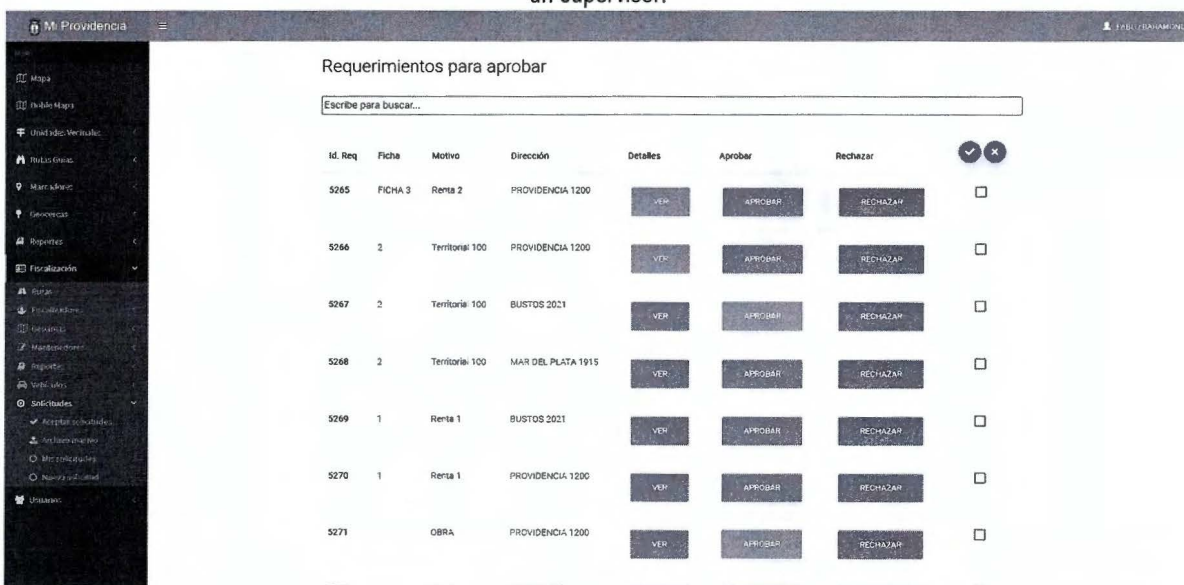 un supervisor.
Mi Providencia
Mapa
Doble Mapa
Unidades Vecinales
Rutas Guías
Marcadores
Geocercas
Reportes
Fiscalización
Rutas
Fiscalizadores
Mantenedores
Reportes
Vehículos
Solicitudes
Aceptar solicitudes
Mis solicitudes
Nueva solicitud
Usuarios
Requerimientos para aprobar
Escribe para buscar...
Id. Req Ficha Motivo Dirección Detalles Aprobar Rechazar
5265 FICHA 3 Renta 2 PROVIDENCIA 1200 VER APROBAR RECHAZAR
5266 2 Territorial 100 PROVIDENCIA 1200 VER APROBAR RECHAZAR
5267 2 Territorial 100 BUSTOS 2021 VER APROBAR RECHAZAR
5268 2 Territorial 100 MAR DEL PLATA 1915 VER APROBAR RECHAZAR
5269 1 Renta 1 BUSTOS 2021 VER APROBAR RECHAZAR
5270 1 Renta 1 PROVIDENCIA 1200 VER APROBAR RECHAZAR
5271 OBRA PROVIDENCIA 1200 VER APROBAR RECHAZAR